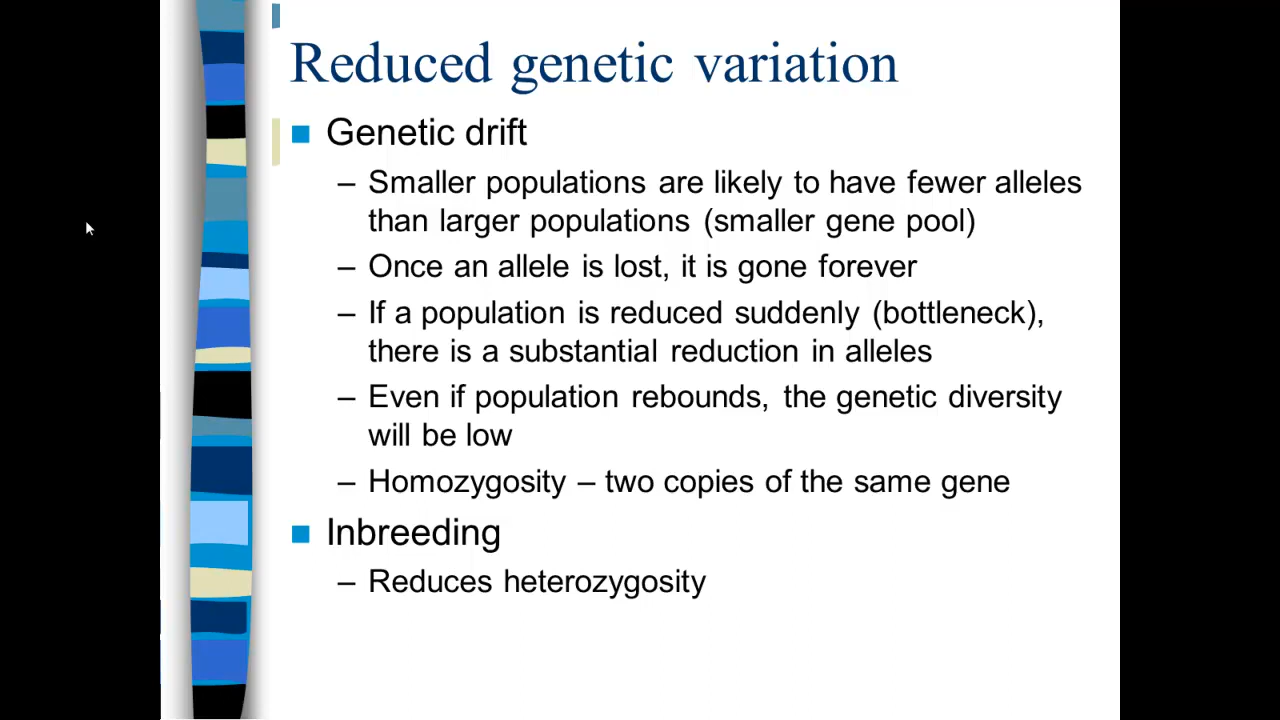 Reduced genetic variation
Genetic drift
– Smaller populations are likely to have fewer alleles
than larger populations (smaller gene pool)
– Once an allele is lost, it is gone forever
– If a population is reduced suddenly (bottleneck),
there is a substantial reduction in alleles
– Even if population rebounds, the genetic diversity
will be low
– Homozygosity – two copies of the same gene
Inbreeding
– Reduces heterozygosity